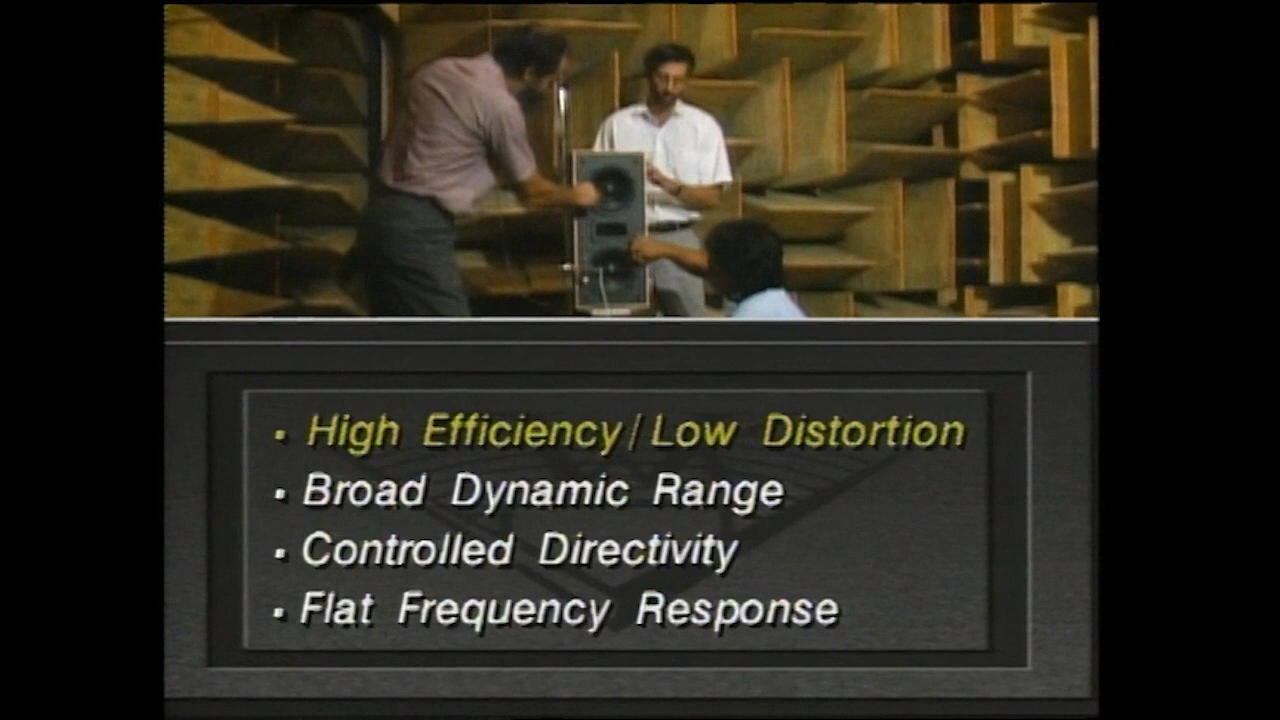 · High Efficiency/Low Distortion
· Broad Dynamic Range
· Controlled Directivity
· Flat Frequency Response